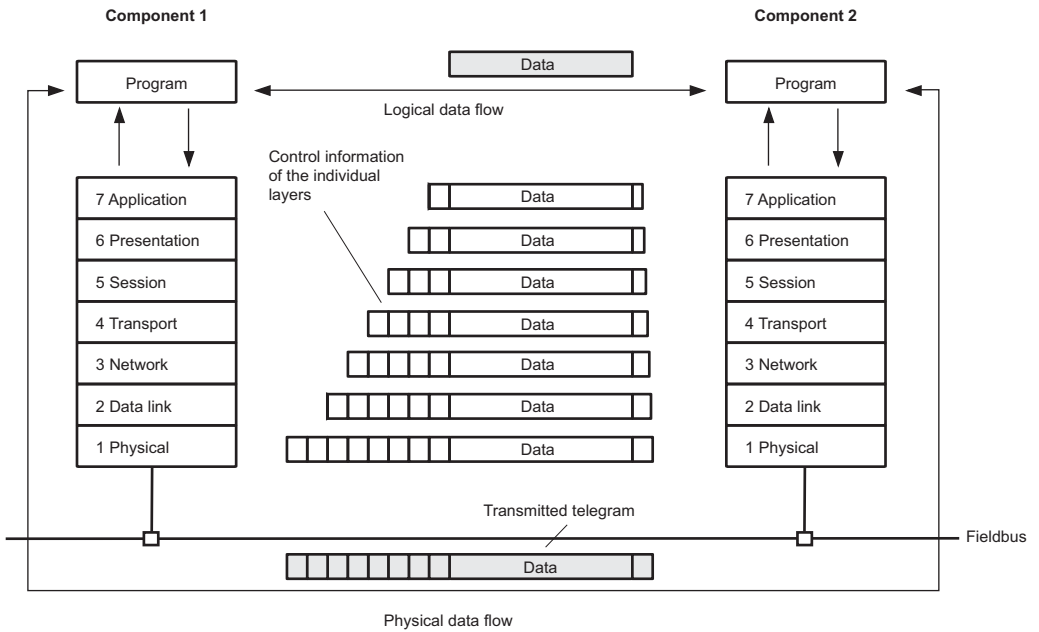 Component 1
Component 2
Data
Program
Program
Logical data flow
Control information
of the individual
layers
7 Application
Data
7 Application
6 Presentation
Data
6 Presentation
5 Session
Data
5 Session
4 Transport
Data
4 Transport
3 Network
Data
3 Network
2 Data link
Data
2 Data link
1 Physical
Data
1 Physical
Transmitted telegram
Fieldbus
Data
Physical data flow